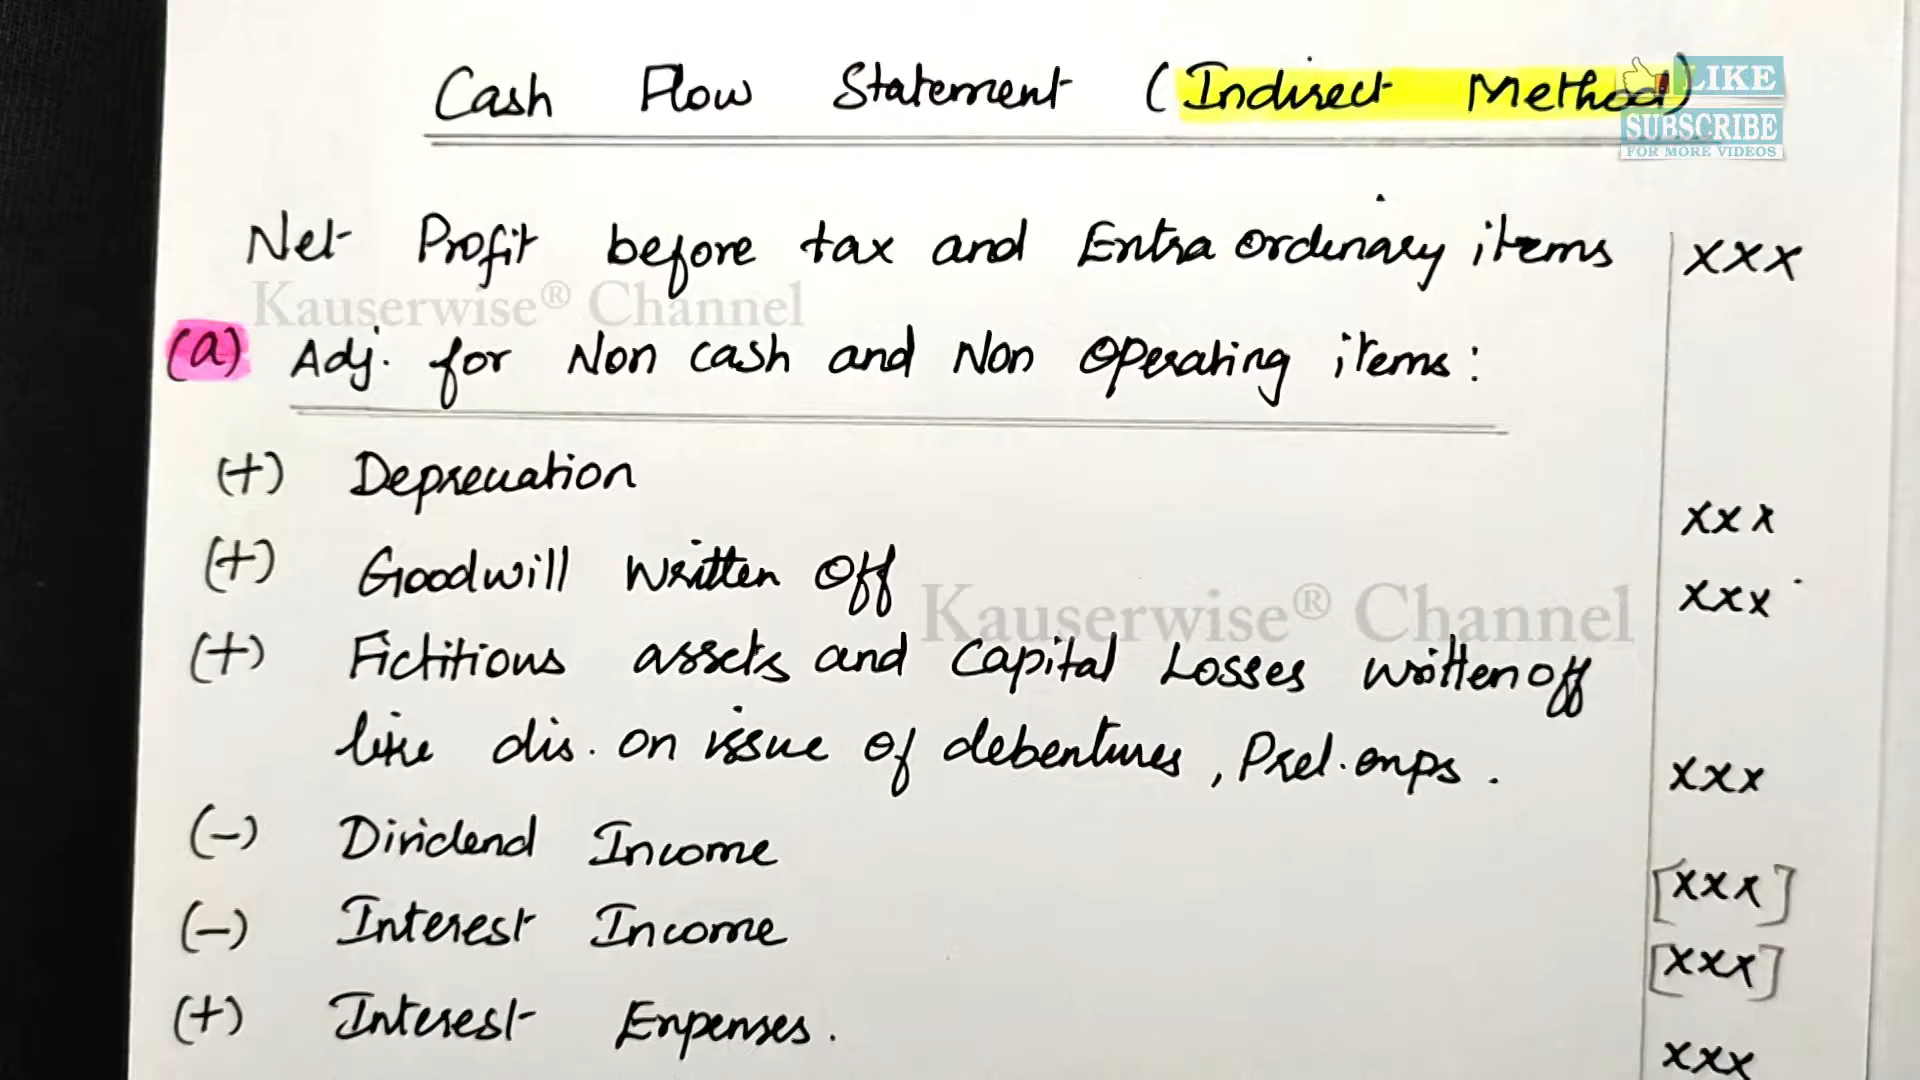 Cash Flow Statement (Indirect Method)
LIKE
SUBSCRIBE
FOR MORE VIDEOS
Net Profit before tax and Extra ordinary items xxx
Kauserwise® Channel
(a) Adj. for Non cash and Non Operating items:
(+) Depreciation xxx
(+) Goodwill written off xxx
Kauserwise® Channel
(+) Fictitious assets and Capital Losses written off
like dis. on issue of debentures, Prel. exps. xxx
(-) Dividend Income [xxx]
(-) Interest Income [xxx]
(+) Interest Expenses. xxx